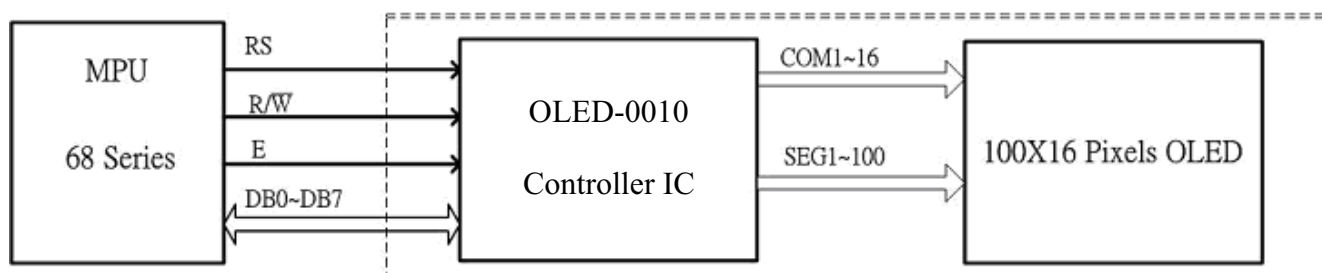 MPU
68 Series
RS
R/W̅
E
DB0~DB7
OLED-0010
Controller IC
COM1~16
SEG1~100
100X16 Pixels OLED